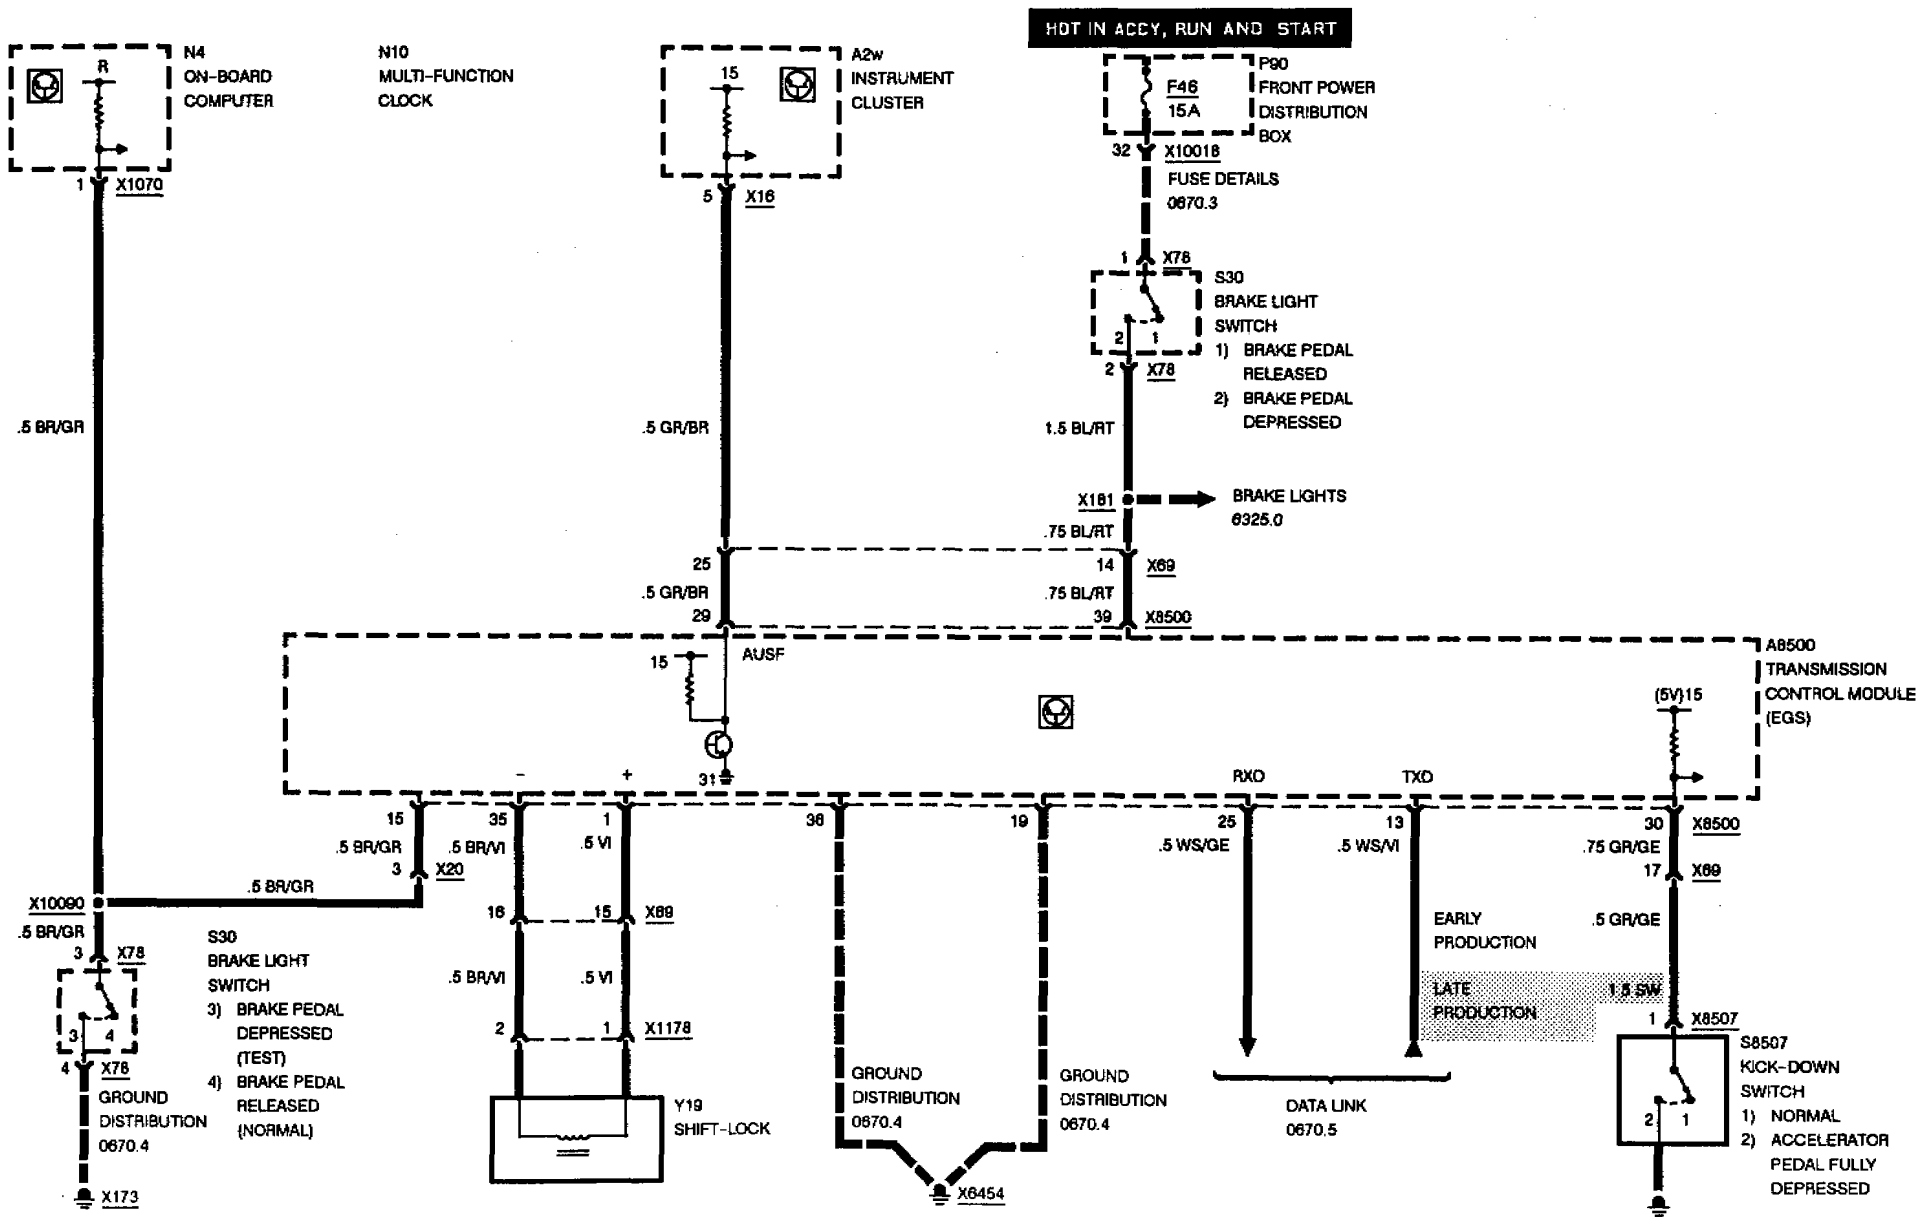 HOT IN ACCY, RUN AND START
N4
ON-BOARD
COMPUTER
R
1
X1070
N10
MULTI-FUNCTION
CLOCK
A2w
INSTRUMENT
CLUSTER
15
5
X16
P90
FRONT POWER
DISTRIBUTION
BOX
F46
15A
32
X10018
FUSE DETAILS
0670.3
1
X78
S30
BRAKE LIGHT
SWITCH
1) BRAKE PEDAL
RELEASED
2) BRAKE PEDAL
DEPRESSED
2 1
2
X78
.5 BR/GR
.5 GR/BR
1.5 BL/RT
X181
BRAKE LIGHTS
6325.0
.75 BL/RT
25
14
X69
.5 GR/BR
.75 BL/RT
29
39
X8500
A8500
TRANSMISSION
CONTROL MODULE
(EGS)
15
AUSF
31
(5V)15
-
+
RXD
TXD
15
35
1
36
19
25
13
30
X8500
.5 BR/GR
.5 BR/VI
.5 VI
.5 WS/GE
.5 WS/VI
.75 GR/GE
3
X20
17
X69
.5 BR/GR
X10090
16
15
X69
.5 BR/GR
EARLY
PRODUCTION
.5 GR/GE
3
X78
S30
BRAKE LIGHT
SWITCH
3) BRAKE PEDAL
DEPRESSED
(TEST)
4) BRAKE PEDAL
RELEASED
(NORMAL)
3 4
4
X78
.5 BR/VI
.5 VI
LATE
PRODUCTION
1.5 SW
2
1
X1178
1
X8507
S8507
KICK-DOWN
SWITCH
1) NORMAL
2) ACCELERATOR
PEDAL FULLY
DEPRESSED
2 1
GROUND
DISTRIBUTION
0670.4
X173
Y19
SHIFT-LOCK
GROUND
DISTRIBUTION
0670.4
GROUND
DISTRIBUTION
0670.4
X6454
DATA LINK
0670.5